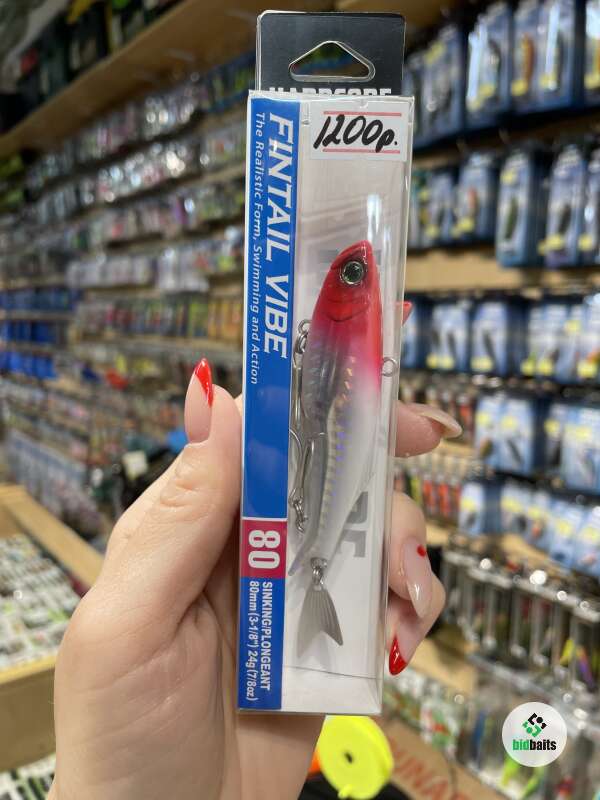 HARDCORE
1200р.
FINTAIL VIBE
The Realistic Form, Swimming and Action
80
SINKING/PLONGEANT
80mm(3-1/8") 24g(7/8oz)
bidbaits